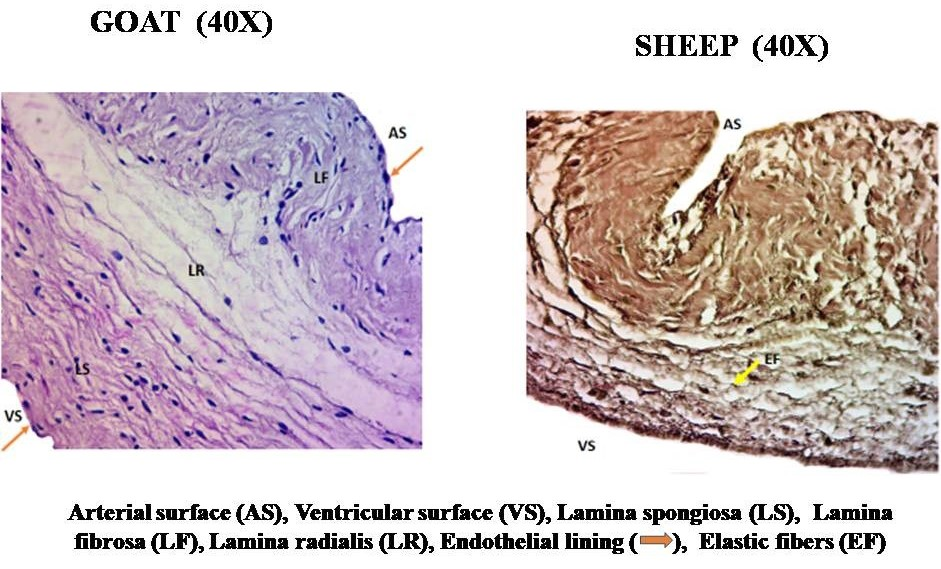 GOAT (40X)
SHEEP (40X)
AS
LF
LR
LS
VS
AS
EF
VS
Arterial surface (AS), Ventricular surface (VS), Lamina spongiosa (LS), Lamina
fibrosa (LF), Lamina radialis (LR), Endothelial lining ( ), Elastic fibers (EF)